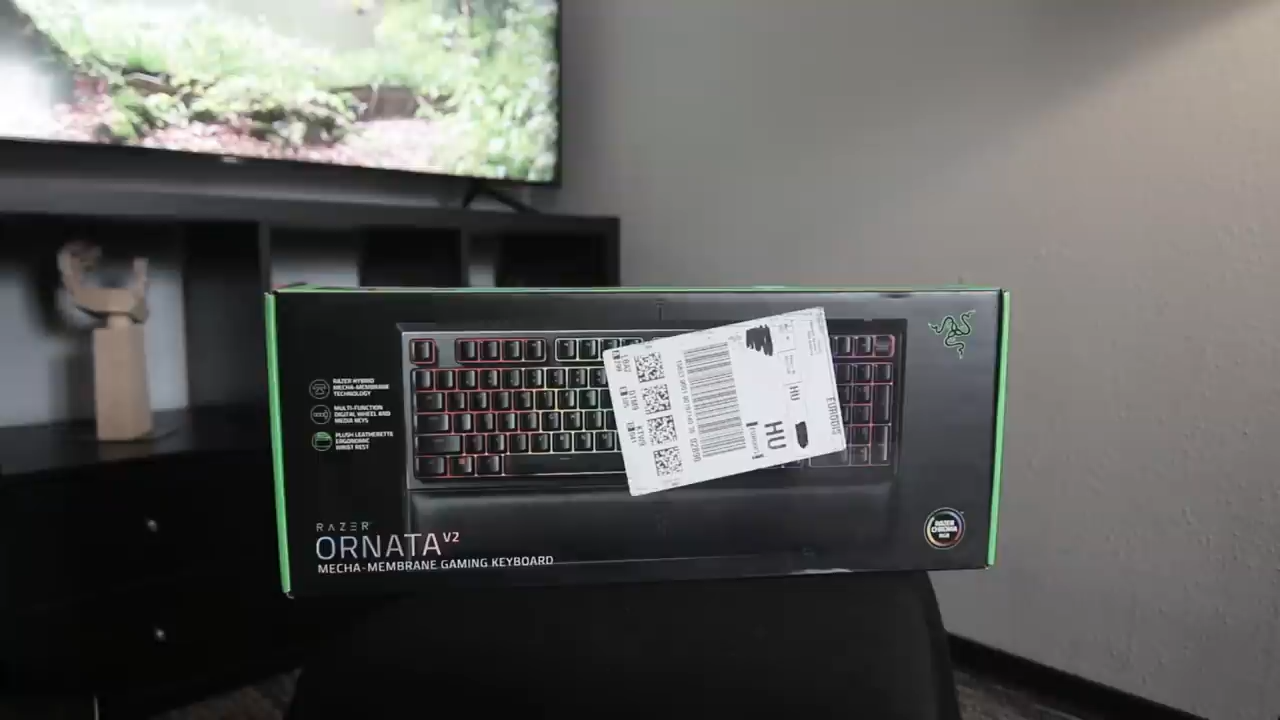 RAZER HYBRID
MECHA-MEMBRANE
TECHNOLOGY
MULTI-FUNCTION
DIGITAL WHEEL AND
MEDIA KEYS
PLUSH LEATHERETTE
ERGONOMIC
WRIST REST
HU
HU
RAZER
ORNATA V2
MECHA-MEMBRANE GAMING KEYBOARD
RAZER
CHROMA
RGB